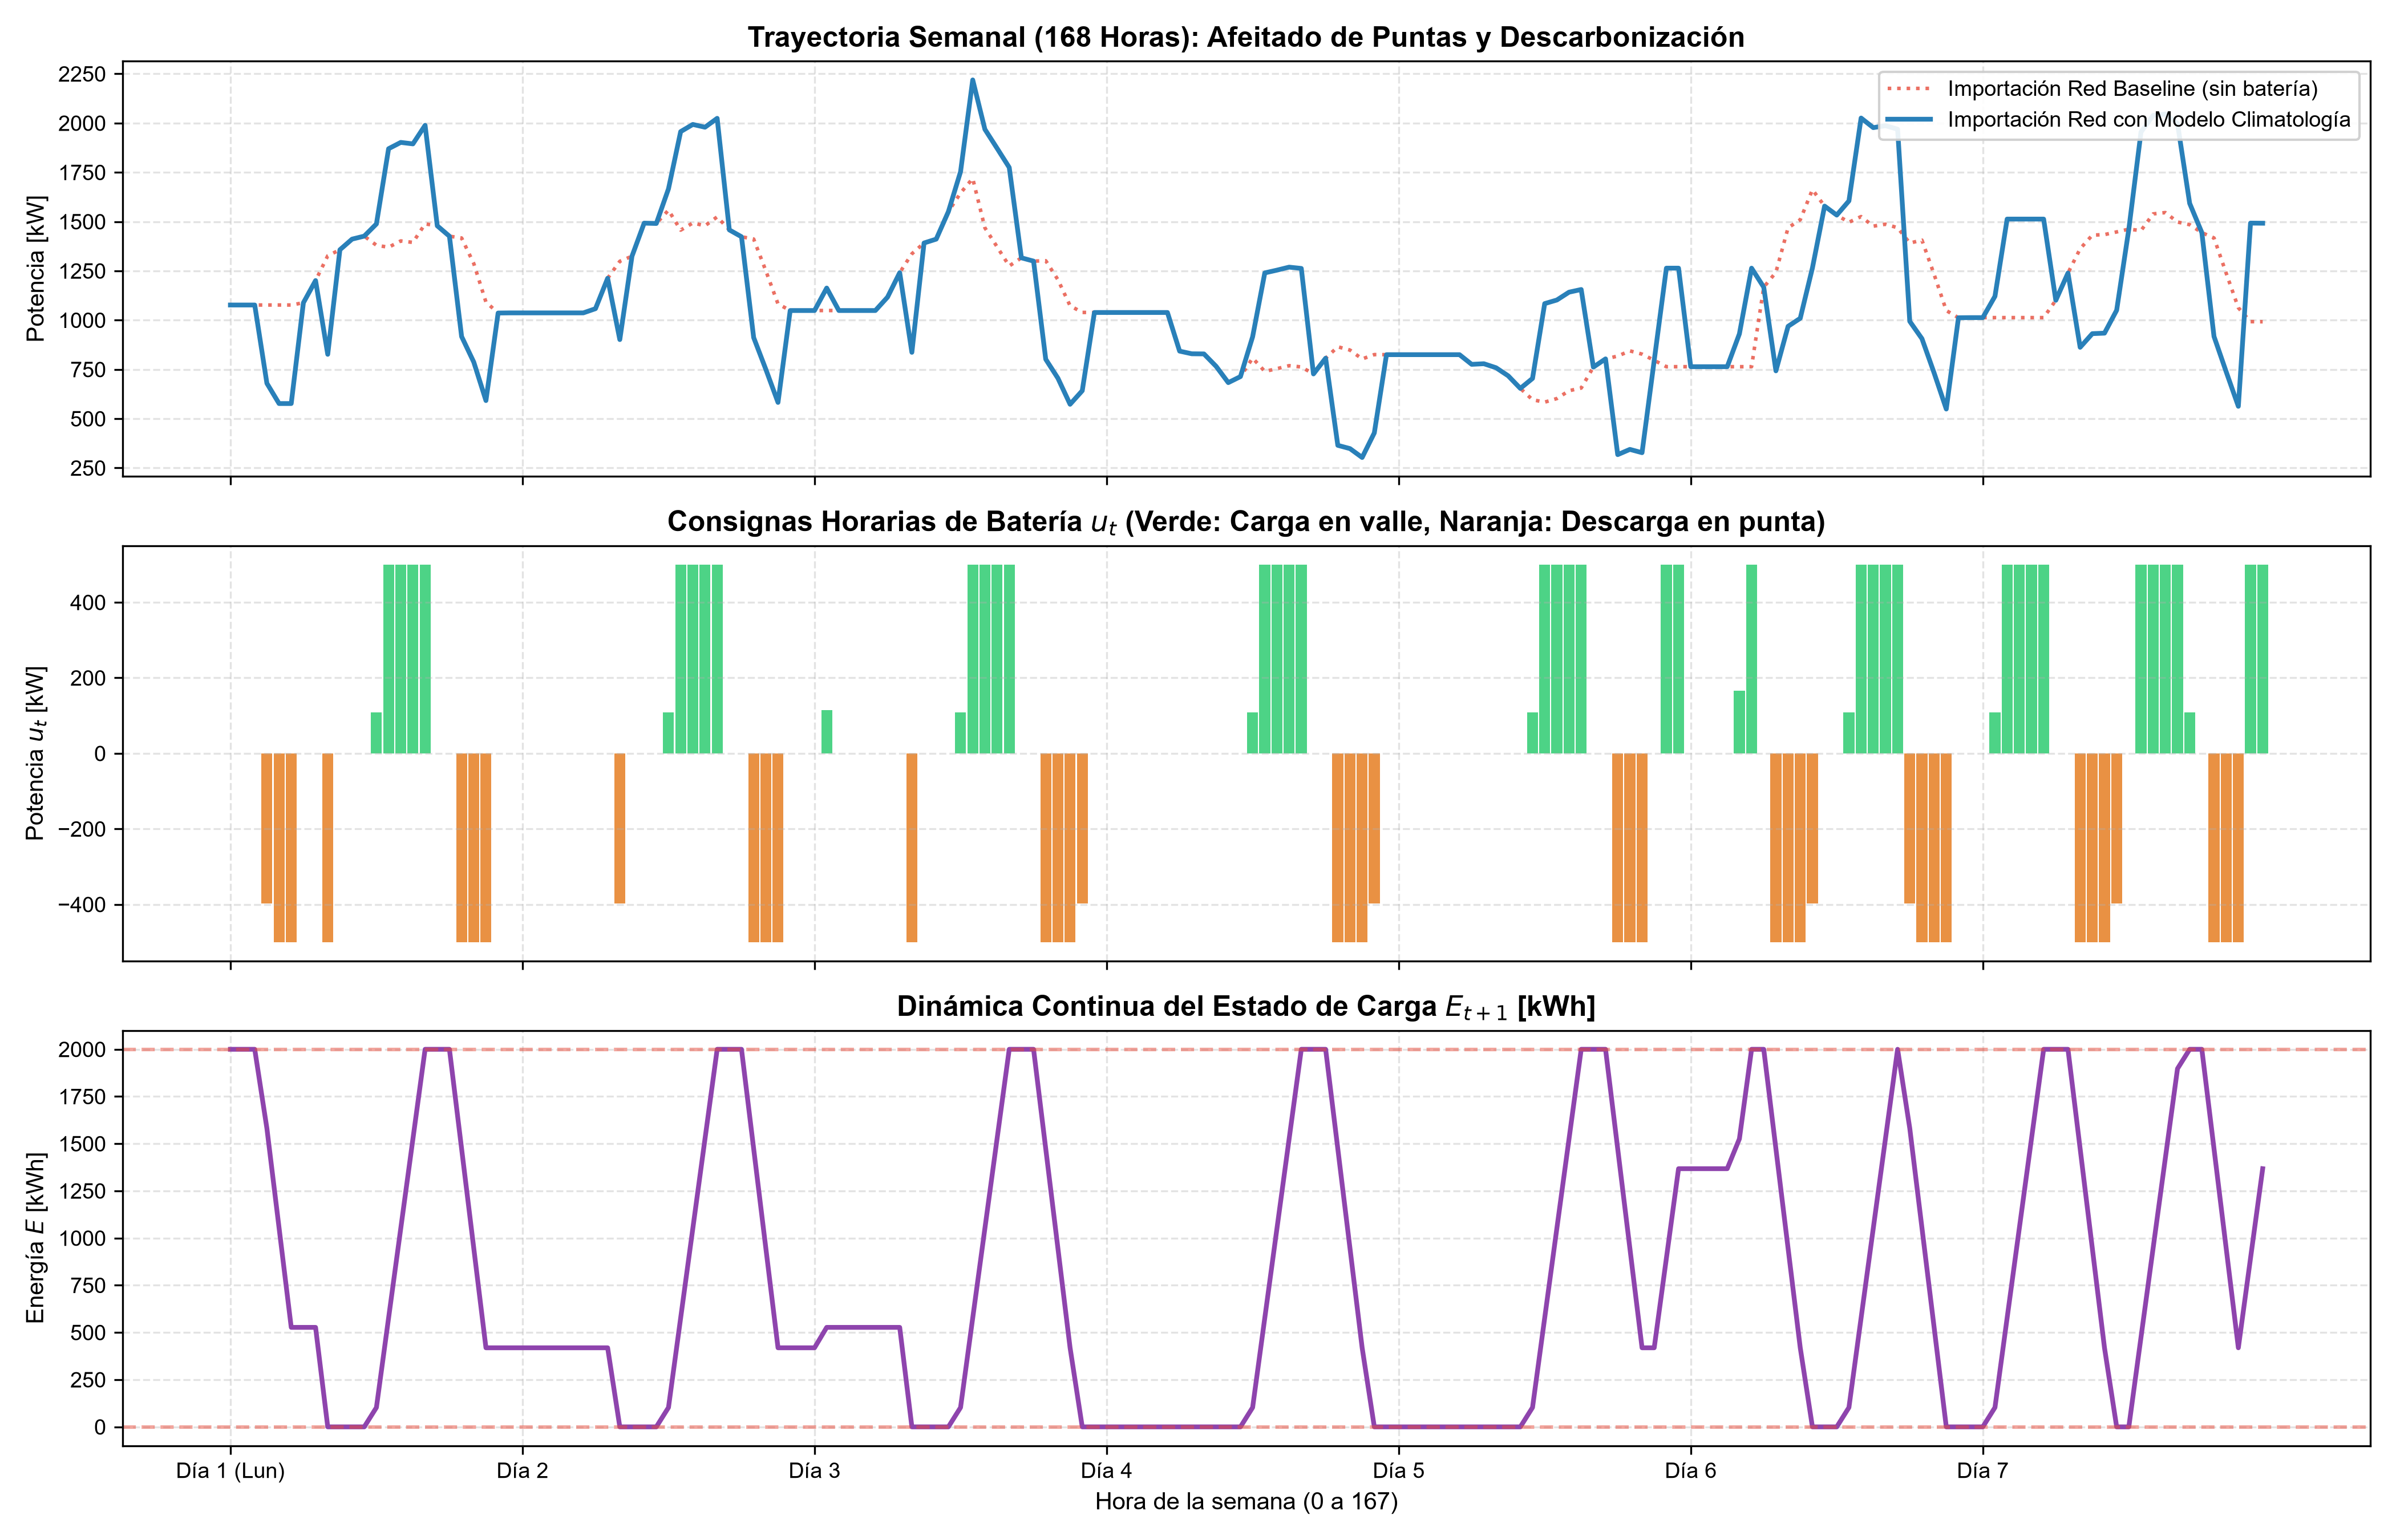 Trayectoria Semanal (168 Horas): Afeitado de Puntas y Descarbonización
2250
2000
1750
1500
1250
1000
750
500
250
Potencia [kW]
Importación Red Baseline (sin batería)
Importación Red con Modelo Climatología
Consignas Horarias de Batería u_t (Verde: Carga en valle, Naranja: Descarga en punta)
400
200
0
−200
−400
Potencia u_t [kW]
Dinámica Continua del Estado de Carga E_{t+1} [kWh]
2000
1750
1500
1250
1000
750
500
250
0
Energía E [kWh]
Día 1 (Lun) Día 2 Día 3 Día 4 Día 5 Día 6 Día 7
Hora de la semana (0 a 167)